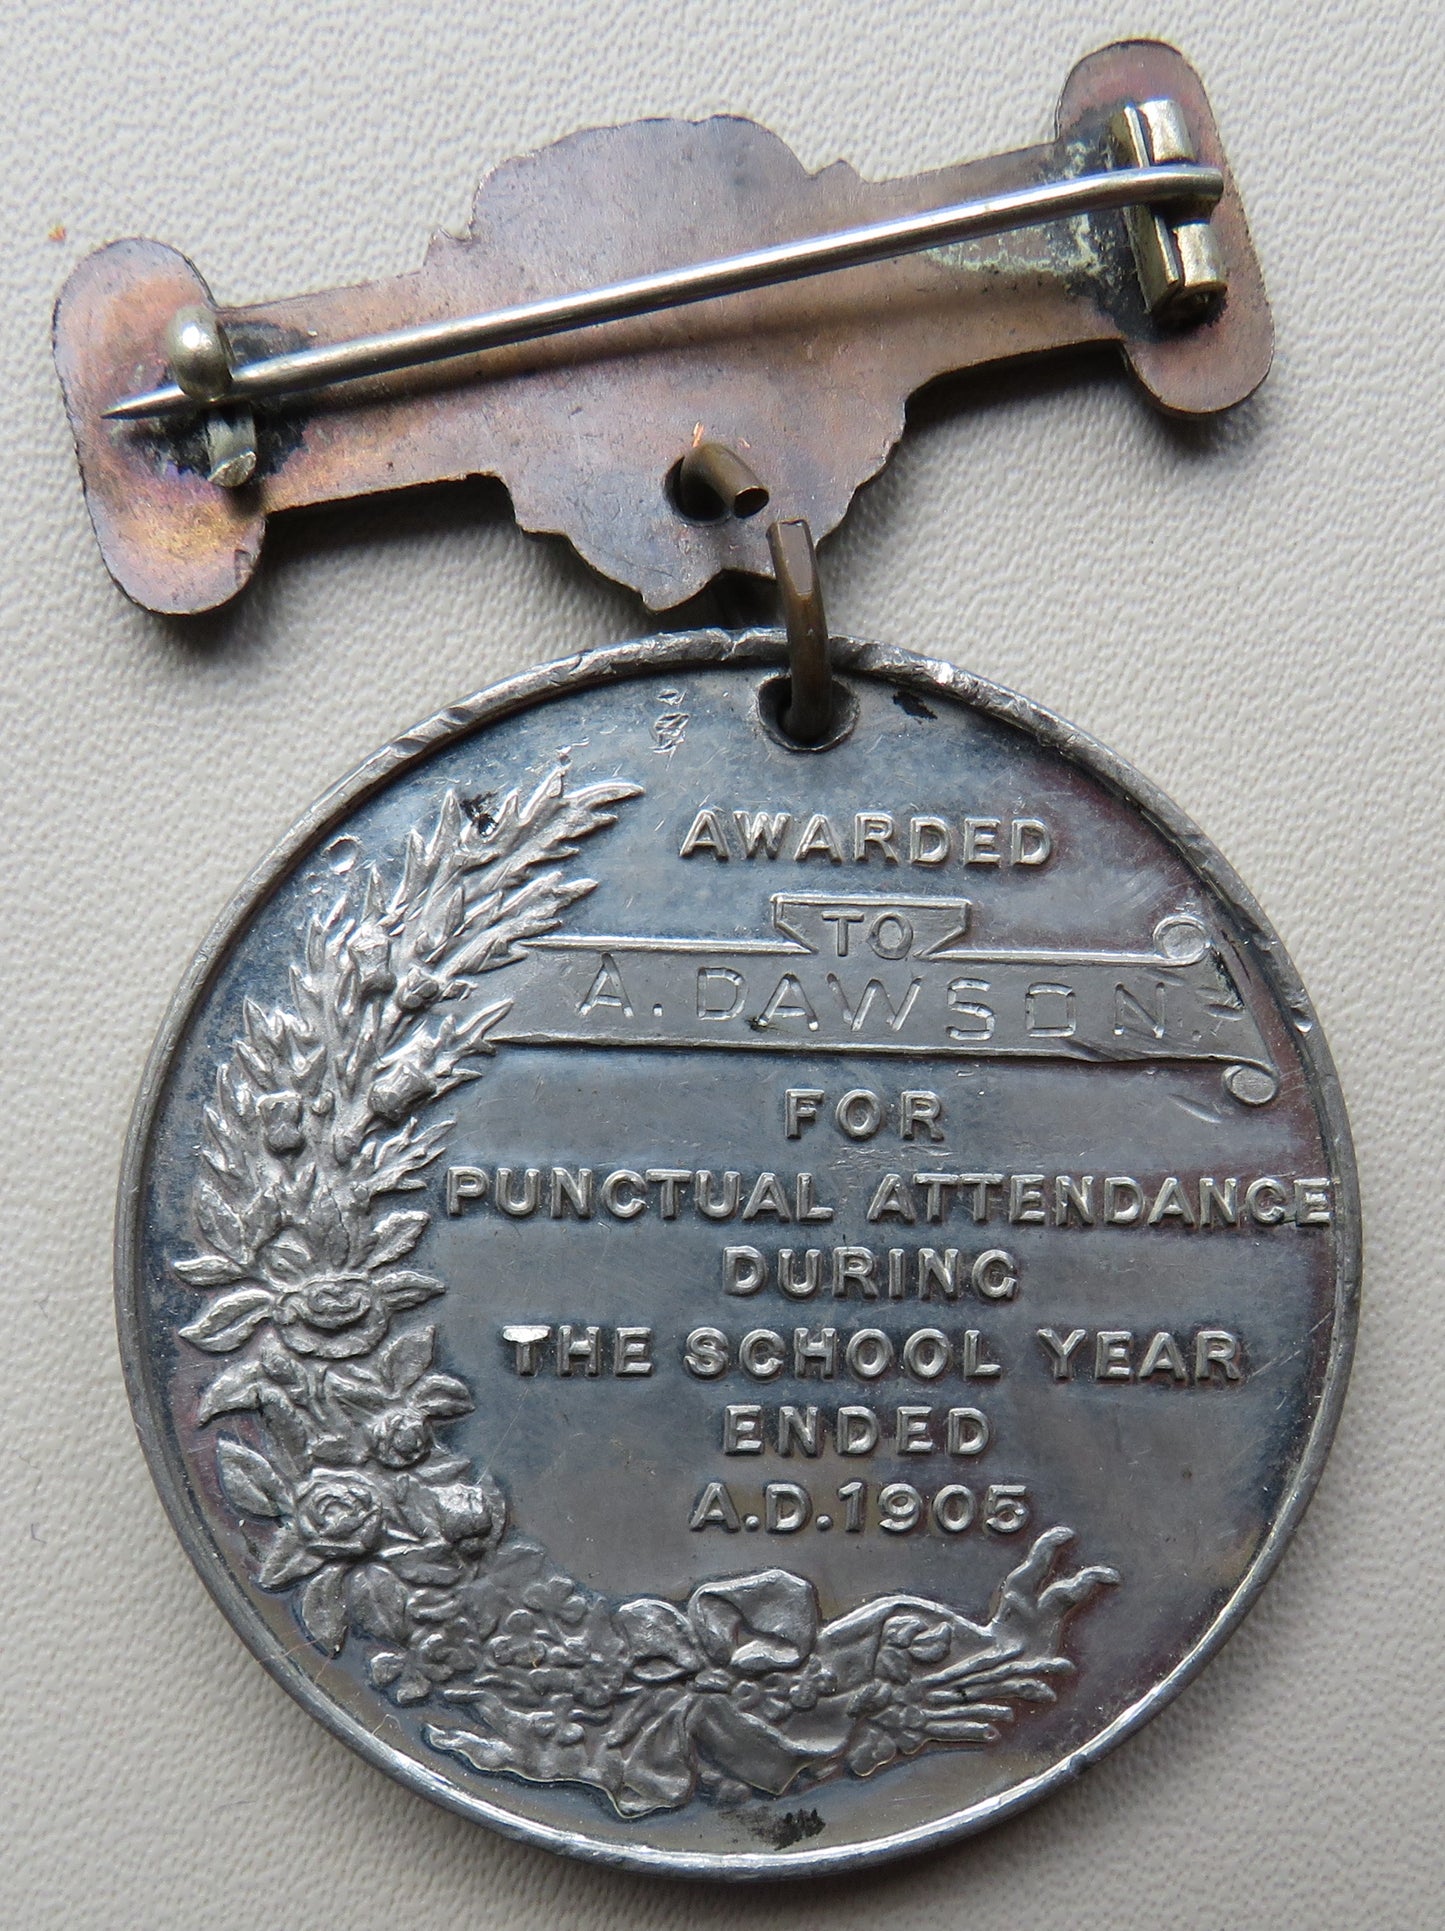 AWARDED
TO
A. DAWSON.
FOR
PUNCTUAL ATTENDANCE
DURING
THE SCHOOL YEAR
ENDED
A.D.1905